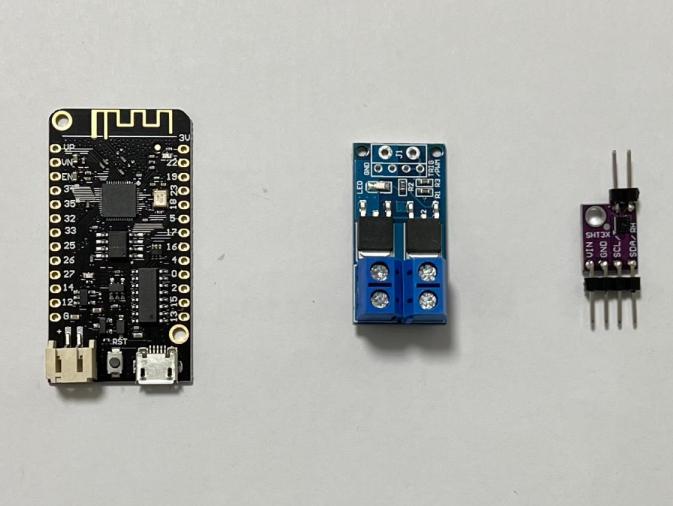 3V
VP
VN
EN
35
32
33
25
26
27
14
12
G
22
19
23
18
5
17
16
4
0
2
15
13
+
-
RST
J1
GND
TRIG
/PWM
LED
R2
R3
R1
SHT3X
VIN
GND
SCL/
SDA/RH